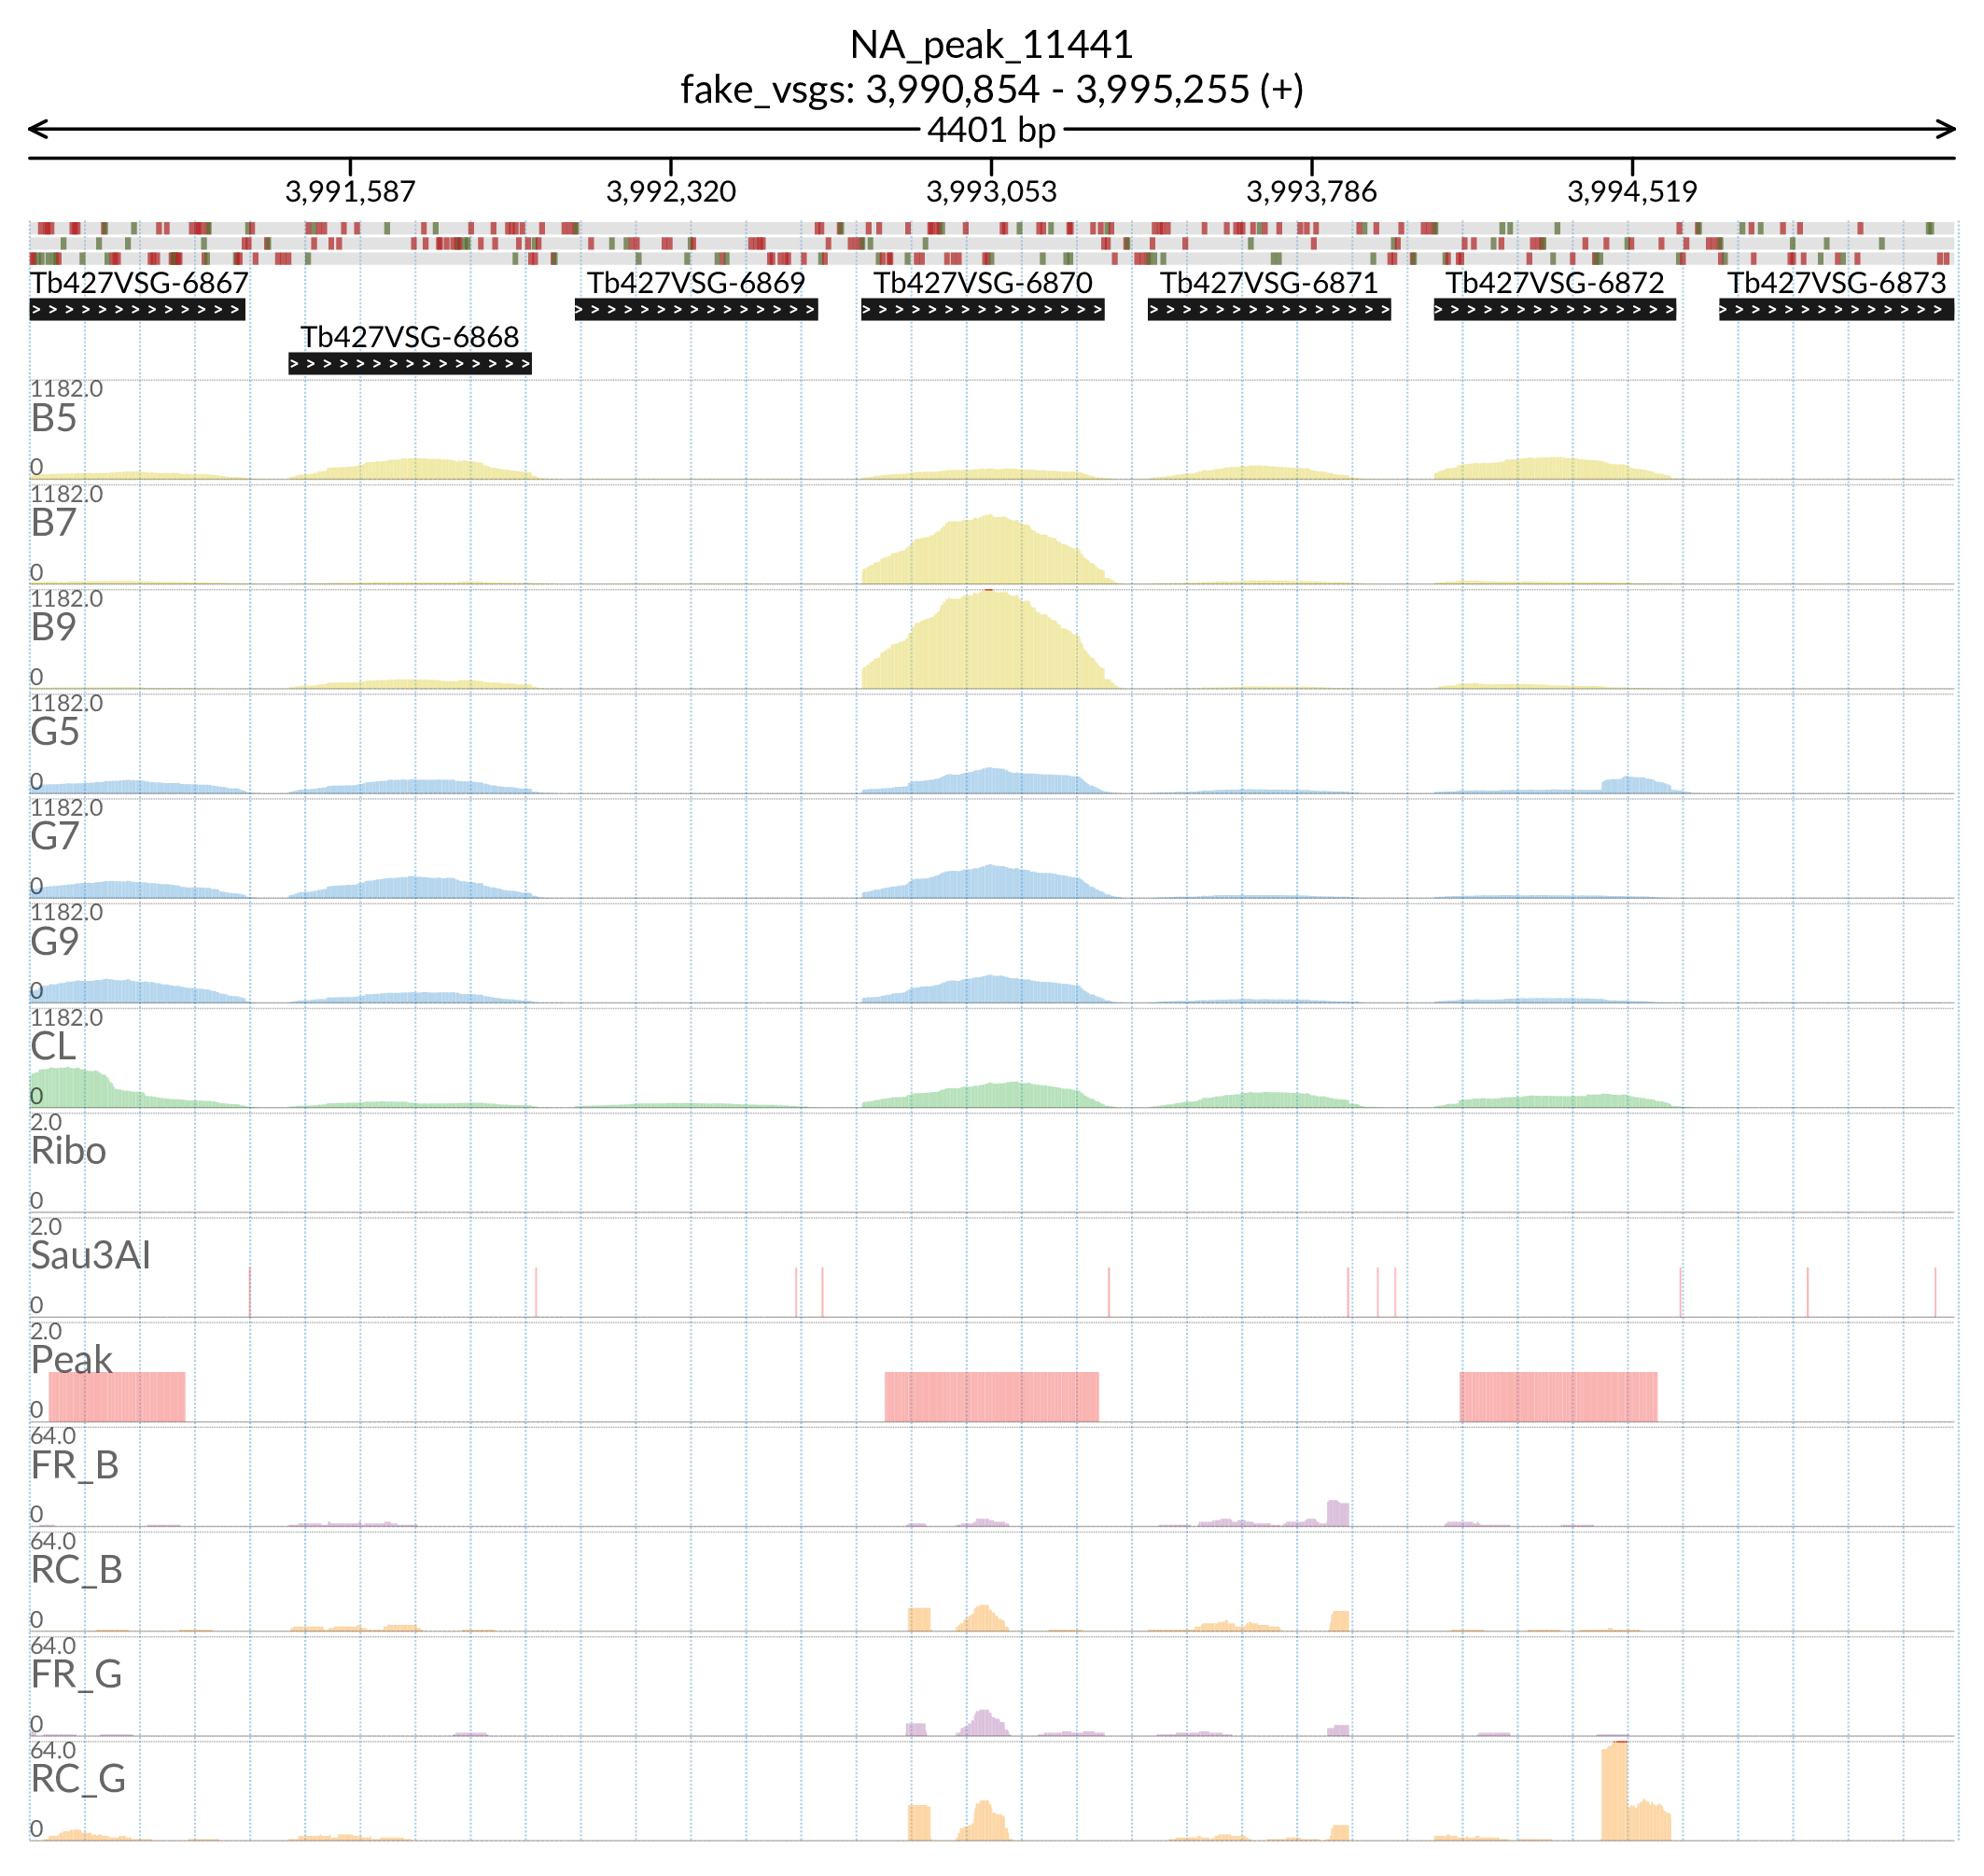 NA_peak_11441
fake_vsgs: 3,990,854 - 3,995,255 (+)
4401 bp
3,991,587 3,992,320 3,993,053 3,993,786 3,994,519
Tb427VSG-6867 Tb427VSG-6869 Tb427VSG-6870 Tb427VSG-6871 Tb427VSG-6872 Tb427VSG-6873
Tb427VSG-6868
1182.0
B5
0
1182.0
B7
0
1182.0
B9
0
1182.0
G5
0
1182.0
G7
0
1182.0
G9
0
1182.0
CL
0
2.0
Ribo
0
2.0
Sau3AI
0
2.0
Peak
0
64.0
FR_B
0
64.0
RC_B
0
64.0
FR_G
0
64.0
RC_G
0